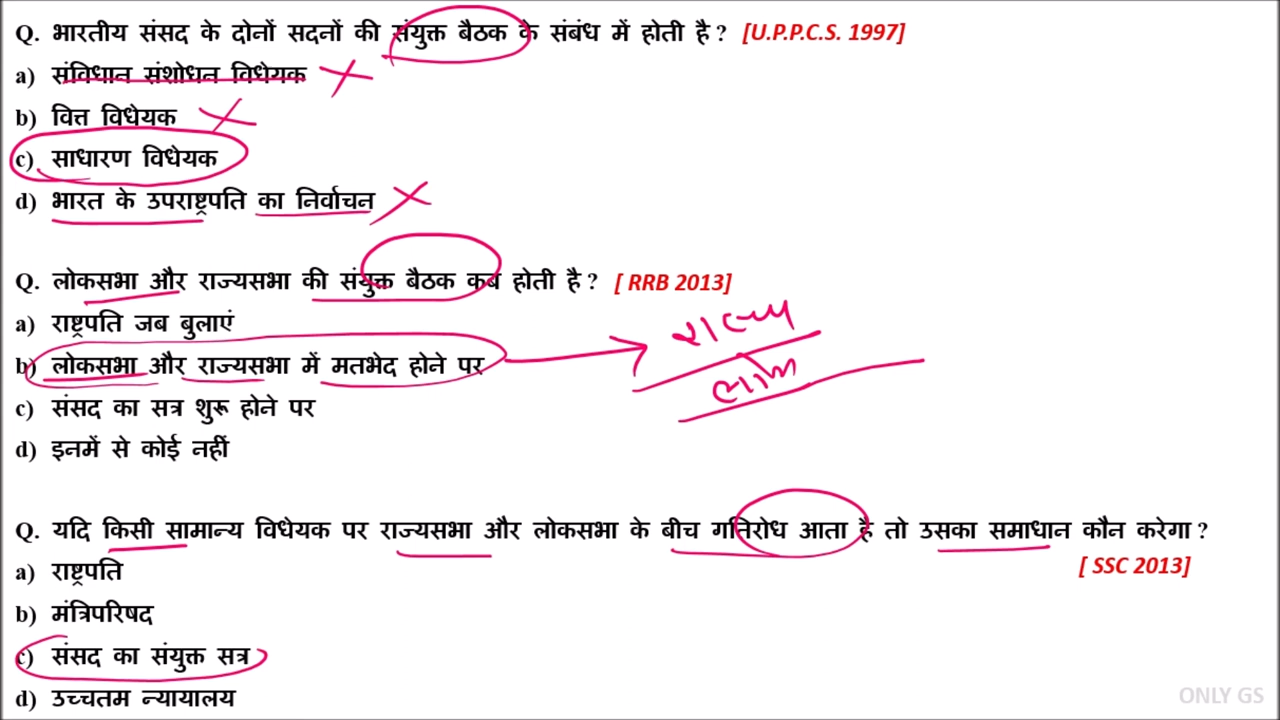 Q. भारतीय संसद के दोनों सदनों की संयुक्त बैठक के संबंध में होती है ? [U.P.P.C.S. 1997]
a) संविधान संशोधन विधेयक
b) वित्त विधेयक
c) साधारण विधेयक
d) भारत के उपराष्ट्रपति का निर्वाचन
Q. लोकसभा और राज्यसभा की संयुक्त बैठक कब होती है ? [ RRB 2013]
a) राष्ट्रपति जब बुलाएं
b) लोकसभा और राज्यसभा में मतभेद होने पर
राज्य
लोक
c) संसद का सत्र शुरू होने पर
d) इनमें से कोई नहीं
Q. यदि किसी सामान्य विधेयक पर राज्यसभा और लोकसभा के बीच गतिरोध आता है तो उसका समाधान कौन करेगा ?
[ SSC 2013]
a) राष्ट्रपति
b) मंत्रिपरिषद
c) संसद का संयुक्त सत्र
d) उच्चतम न्यायालय
ONLY GS